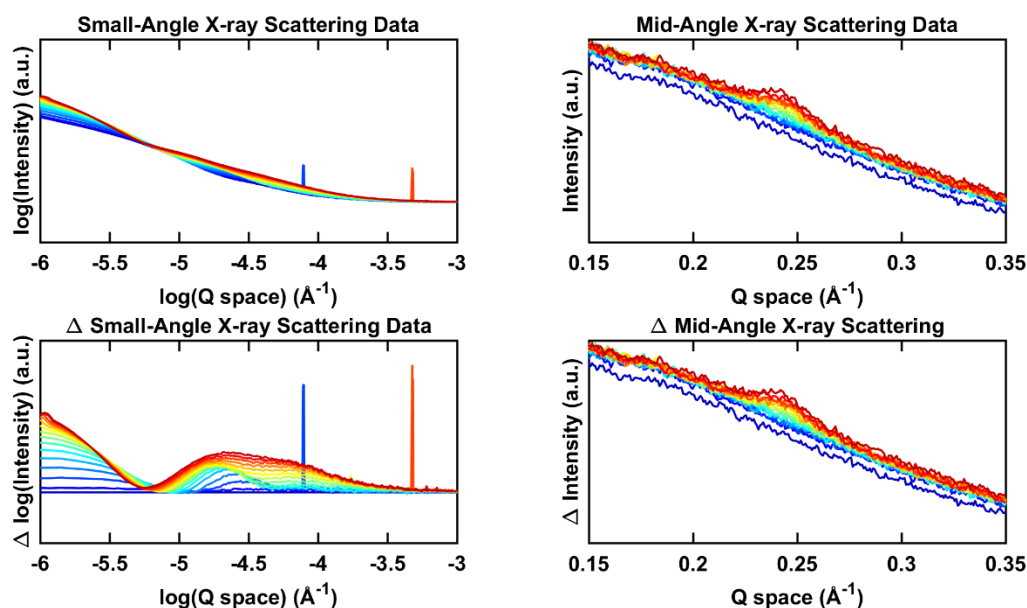 Small-Angle X-ray Scattering Data
log(Intensity) (a.u.)
-6 -5.5 -5 -4.5 -4 -3.5 -3
log(Q space) (Å⁻¹)
Mid-Angle X-ray Scattering Data
Intensity (a.u.)
0.15 0.2 0.25 0.3 0.35
Q space (Å⁻¹)
Δ Small-Angle X-ray Scattering Data
Δ log(Intensity) (a.u.)
-6 -5.5 -5 -4.5 -4 -3.5 -3
log(Q space) (Å⁻¹)
Δ Mid-Angle X-ray Scattering
Δ Intensity (a.u.)
0.15 0.2 0.25 0.3 0.35
Q space (Å⁻¹)